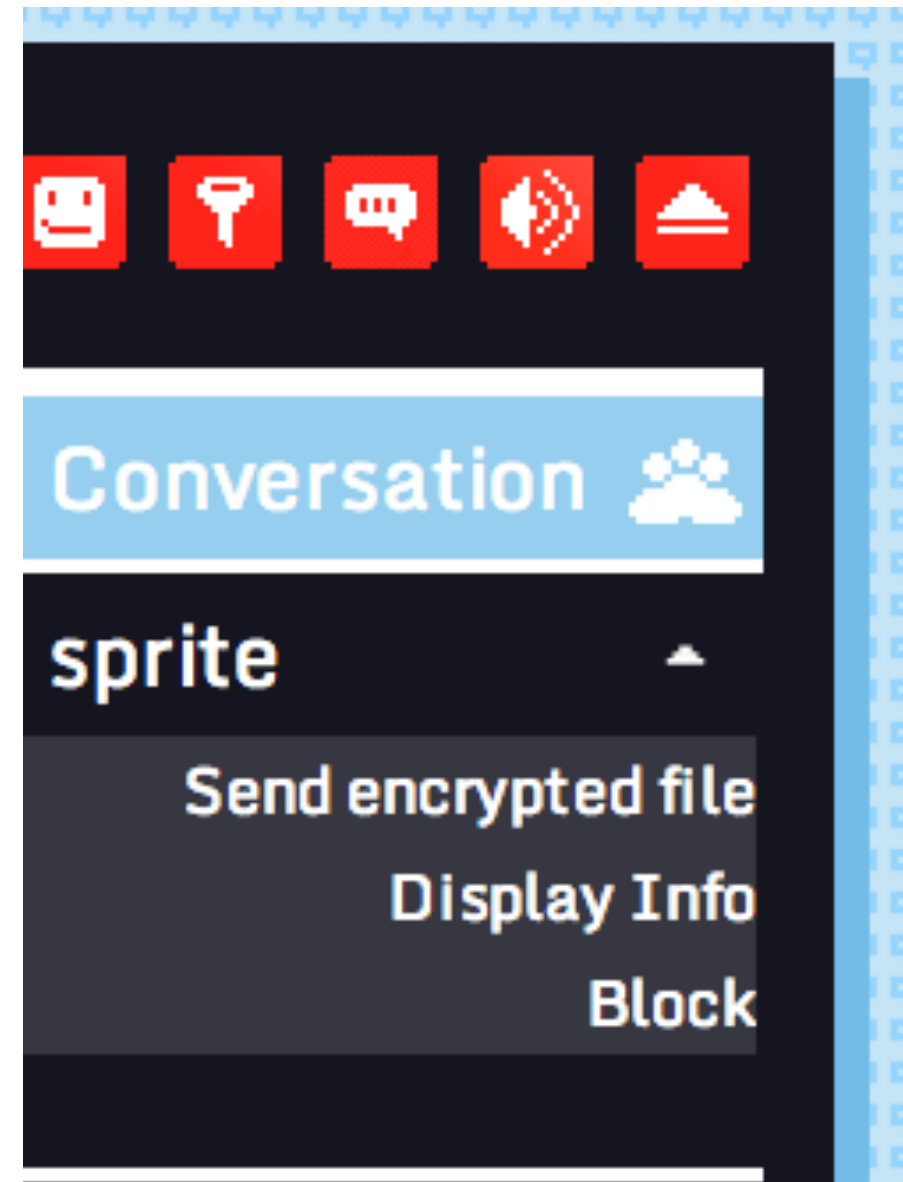 Conversation
sprite
Send encrypted file
Display Info
Block